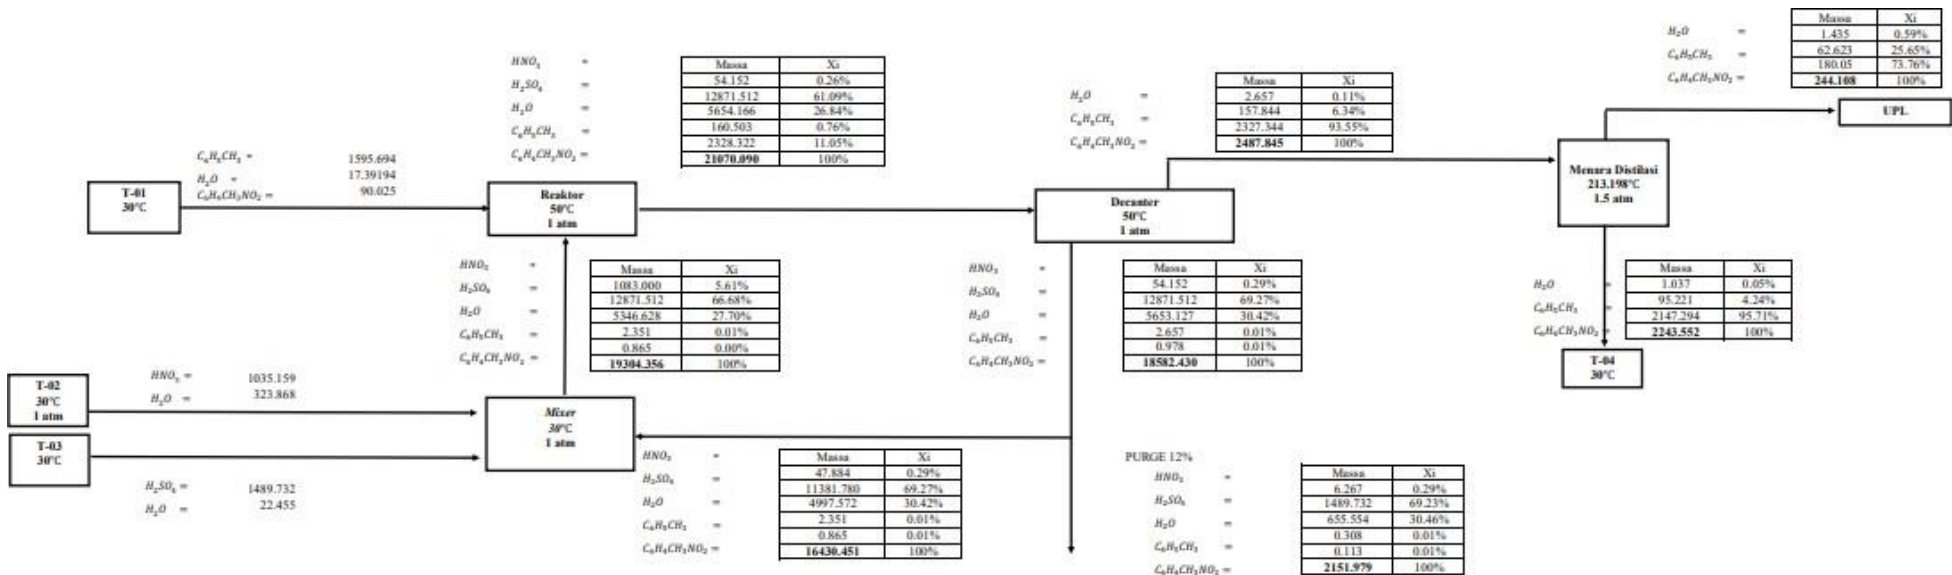 T-01
30°C
C₆H₅CH₃ = 1595.694
H₂O = 17.39194
C₆H₅CH₃NO₂ = 90.025
HNO₃ =
H₂SO₄ =
H₂O =
C₆H₅CH₃ =
C₆H₄CH₃NO₂ =
Massa Xi
54.152 0.26%
12871.512 61.09%
5654.166 26.84%
160.503 0.76%
2328.322 11.05%
21070.090 100%
Reaktor
50°C
1 atm
H₂O =
C₆H₅CH₃ =
C₆H₄CH₃NO₂ =
Massa Xi
2.657 0.11%
157.844 6.34%
2327.344 93.55%
2487.845 100%
Decanter
50°C
1 atm
H₂O =
C₆H₅CH₃ =
C₆H₄CH₃NO₂ =
Massa Xi
1.435 0.59%
62.623 25.65%
180.05 73.76%
244.108 100%
UPL
Menara Distilasi
213.198°C
1.5 atm
HNO₃ =
H₂SO₄ =
H₂O =
C₆H₅CH₃ =
C₆H₄CH₃NO₂ =
Massa Xi
1083.000 5.61%
12871.512 66.68%
5346.628 27.70%
2.351 0.01%
0.865 0.00%
19304.356 100%
HNO₃ =
H₂SO₄ =
H₂O =
C₆H₅CH₃ =
C₆H₄CH₃NO₂ =
Massa Xi
54.152 0.29%
12871.512 69.27%
5653.127 30.42%
2.657 0.01%
0.978 0.01%
18582.430 100%
H₂O =
C₆H₅CH₃ =
C₆H₄CH₃NO₂ =
Massa Xi
1.037 0.05%
95.221 4.24%
2147.294 95.71%
2243.552 100%
T-04
30°C
T-02
30°C
1 atm
HNO₃ = 1035.159
H₂O = 323.868
T-03
30°C
H₂SO₄ = 1489.732
H₂O = 22.455
Mixer
30°C
1 atm
HNO₃ =
H₂SO₄ =
H₂O =
C₆H₅CH₃ =
C₆H₄CH₃NO₂ =
Massa Xi
47.884 0.29%
11381.780 69.27%
4997.572 30.42%
2.351 0.01%
0.865 0.01%
16430.451 100%
PURGE 12%
HNO₃ =
H₂SO₄ =
H₂O =
C₆H₅CH₃ =
C₆H₄CH₃NO₂ =
Massa Xi
6.267 0.29%
1489.732 69.23%
655.554 30.46%
0.308 0.01%
0.113 0.01%
2151.979 100%